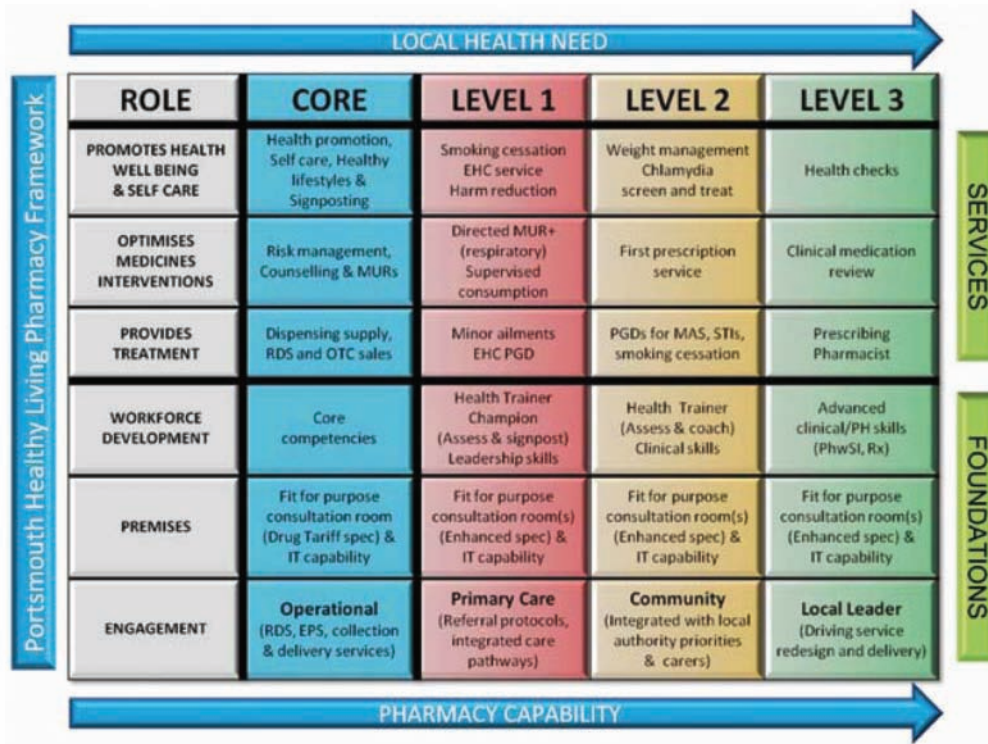 LOCAL HEALTH NEED
Portsmouth Healthy Living Pharmacy Framework
ROLE
CORE
LEVEL 1
LEVEL 2
LEVEL 3
PROMOTES HEALTH
WELL BEING
& SELF CARE
Health promotion,
Self care, Healthy
lifestyles &
Signposting
Smoking cessation
EHC service
Harm reduction
Weight management
Chlamydia
screen and treat
Health checks
OPTIMISES
MEDICINES
INTERVENTIONS
Risk management,
Counselling & MURs
Directed MUR+
(respiratory)
Supervised
consumption
First prescription
service
Clinical medication
review
PROVIDES
TREATMENT
Dispensing supply,
RDS and OTC sales
Minor ailments
EHC PGD
PGDs for MAS, STIs,
smoking cessation
Prescribing
Pharmacist
SERVICES
WORKFORCE
DEVELOPMENT
Core
competencies
Health Trainer
Champion
(Assess & signpost)
Leadership skills
Health Trainer
(Assess & coach)
Clinical skills
Advanced
clinical/PH skills
(PhwSI, Rx)
PREMISES
Fit for purpose
consultation room
(Drug Tariff spec) &
IT capability
Fit for purpose
consultation room(s)
(Enhanced spec) &
IT capability
Fit for purpose
consultation room(s)
(Enhanced spec) &
IT capability
Fit for purpose
consultation room(s)
(Enhanced spec) &
IT capability
ENGAGEMENT
Operational
(RDS, EPS, collection
& delivery services)
Primary Care
(Referral protocols,
integrated care
pathways)
Community
(Integrated with local
authority priorities
& carers)
Local Leader
(Driving service
redesign and delivery)
FOUNDATIONS
PHARMACY CAPABILITY